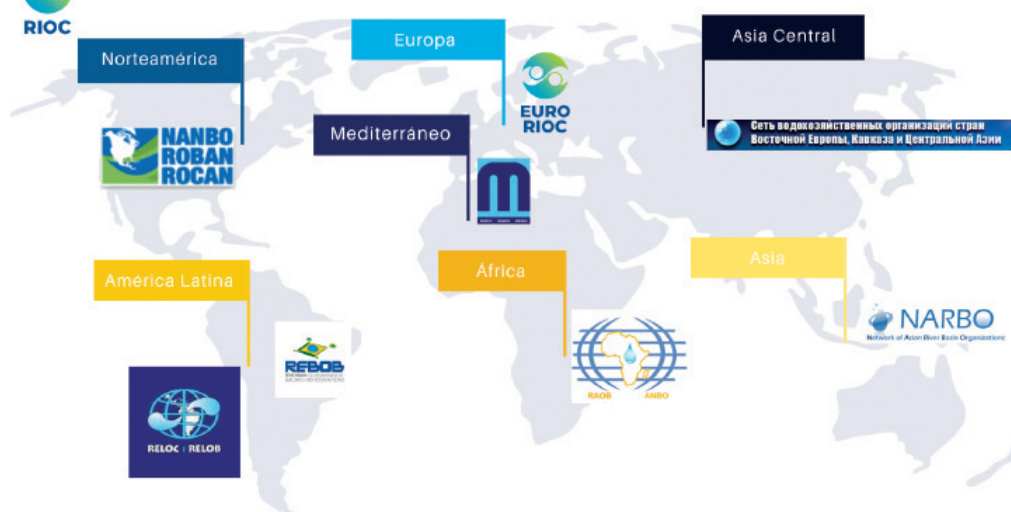 RIOC
Norteamérica
Europa
Asia Central
EURO
RIOC
NANBO
ROBAN
ROCAN
Mediterráneo
Сеть водохозяйственных организаций стран
Восточной Европы, Кавказа и Центральной Азии
América Latina
África
Asia
NARBO
Network of Asian River Basin Organizations
REBOB
RELOC RELOB
RAOB ANBO